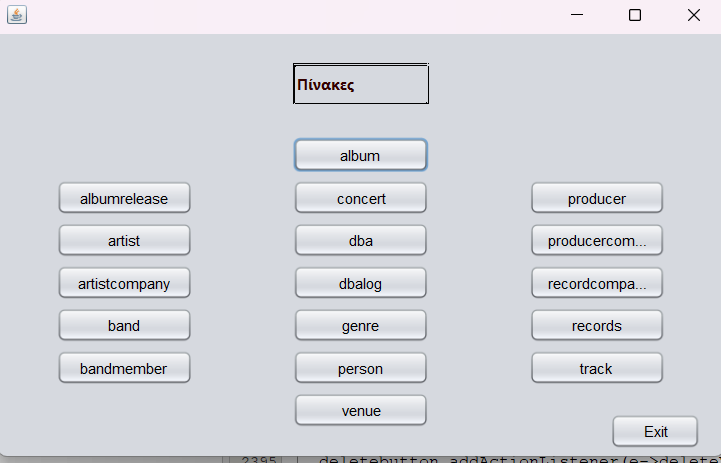 Πίνακες
album
albumrelease concert producer
artist dba producercom...
artistcompany dbalog recordcompa...
band genre records
bandmember person track
venue
Exit
2395 deletebutton.addActionListener(e->delete